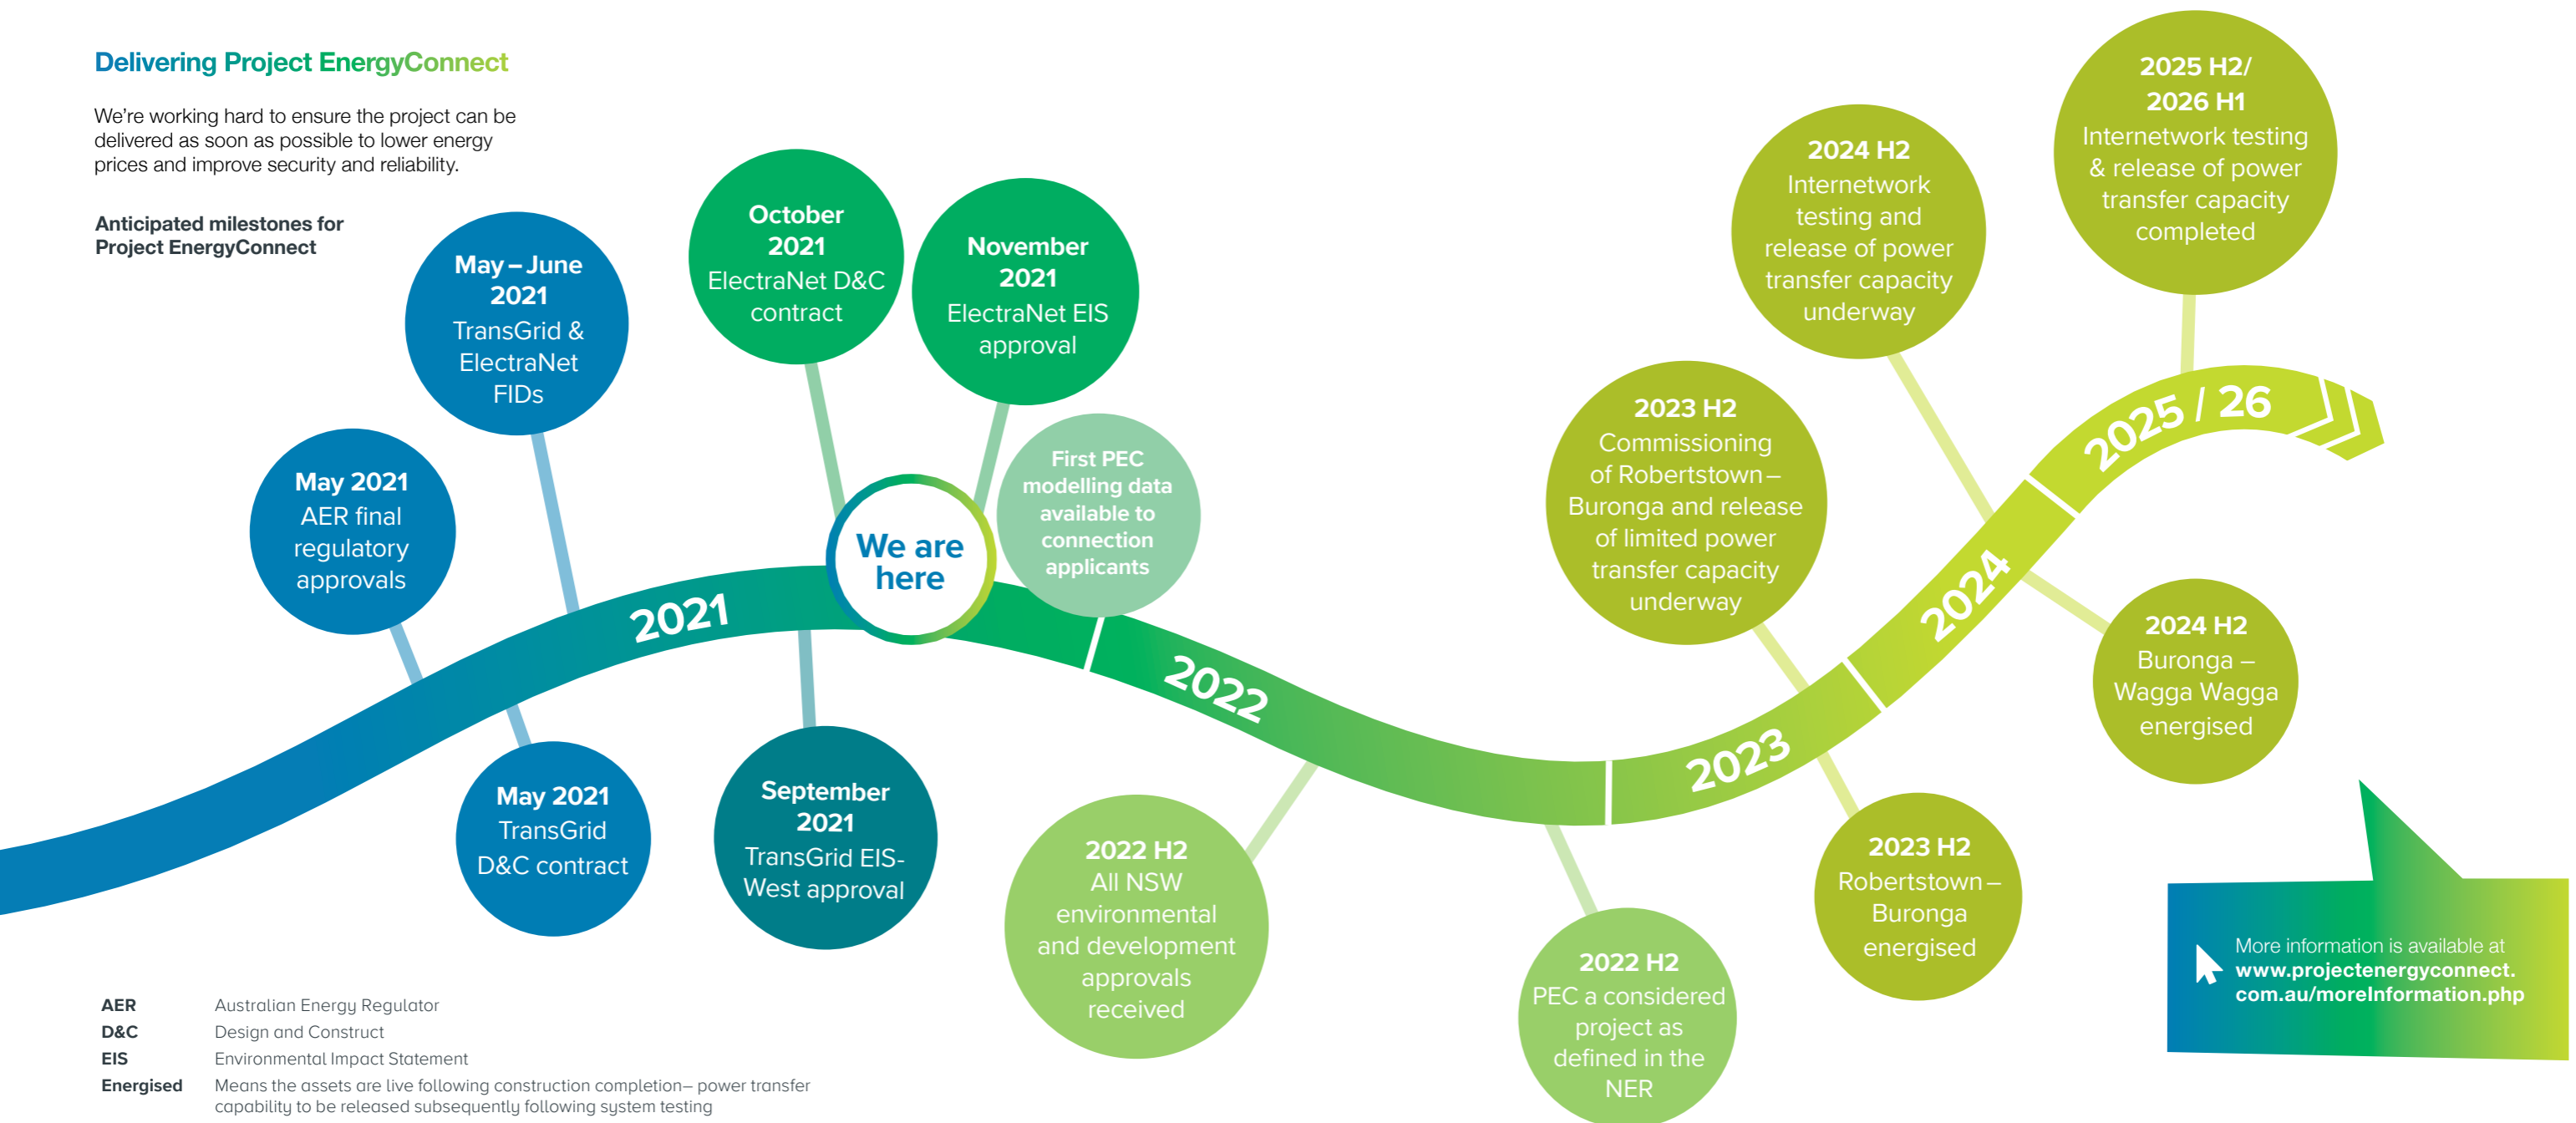 Delivering Project EnergyConnect
We're working hard to ensure the project can be
delivered as soon as possible to lower energy
prices and improve security and reliability.
Anticipated milestones for
Project EnergyConnect
May 2021
AER final
regulatory
approvals
May – June
2021
TransGrid &
ElectraNet
FIDs
May 2021
TransGrid
D&C contract
2021
September
2021
TransGrid EIS-
West approval
October
2021
ElectraNet D&C
contract
We are
here
November
2021
ElectraNet EIS
approval
First PEC
modelling data
available to
connection
applicants
2022
2022 H2
All NSW
environmental
and development
approvals
received
2022 H2
PEC a considered
project as
defined in the
NER
2023
2023 H2
Commissioning
of Robertstown –
Buronga and release
of limited power
transfer capacity
underway
2023 H2
Robertstown –
Buronga
energised
2024
2024 H2
Internetwork
testing and
release of power
transfer capacity
underway
2024 H2
Buronga –
Wagga Wagga
energised
2025 / 26
2025 H2/
2026 H1
Internetwork testing
& release of power
transfer capacity
completed
More information is available at
www.projectenergyconnect.
com.au/moreInformation.php
AER Australian Energy Regulator
D&C Design and Construct
EIS Environmental Impact Statement
Energised Means the assets are live following construction completion– power transfer
capability to be released subsequently following system testing